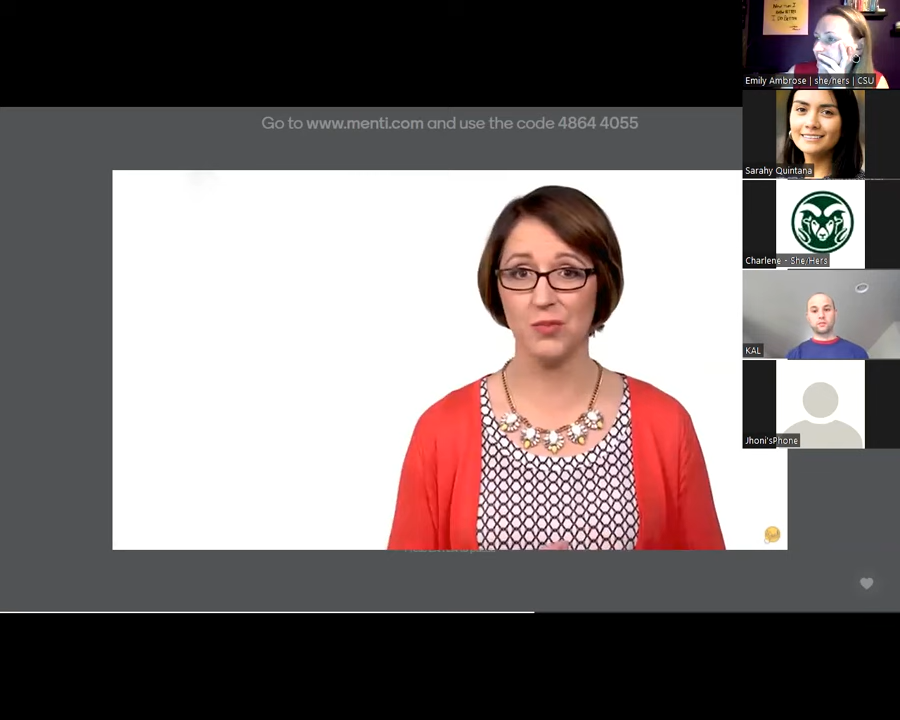 Go to www.menti.com and use the code 4864 4055
Emily Ambrose | she/hers | CSU
Sarahy Quintana
Charlene - She/Hers
KAL
Jhoni'sPhone